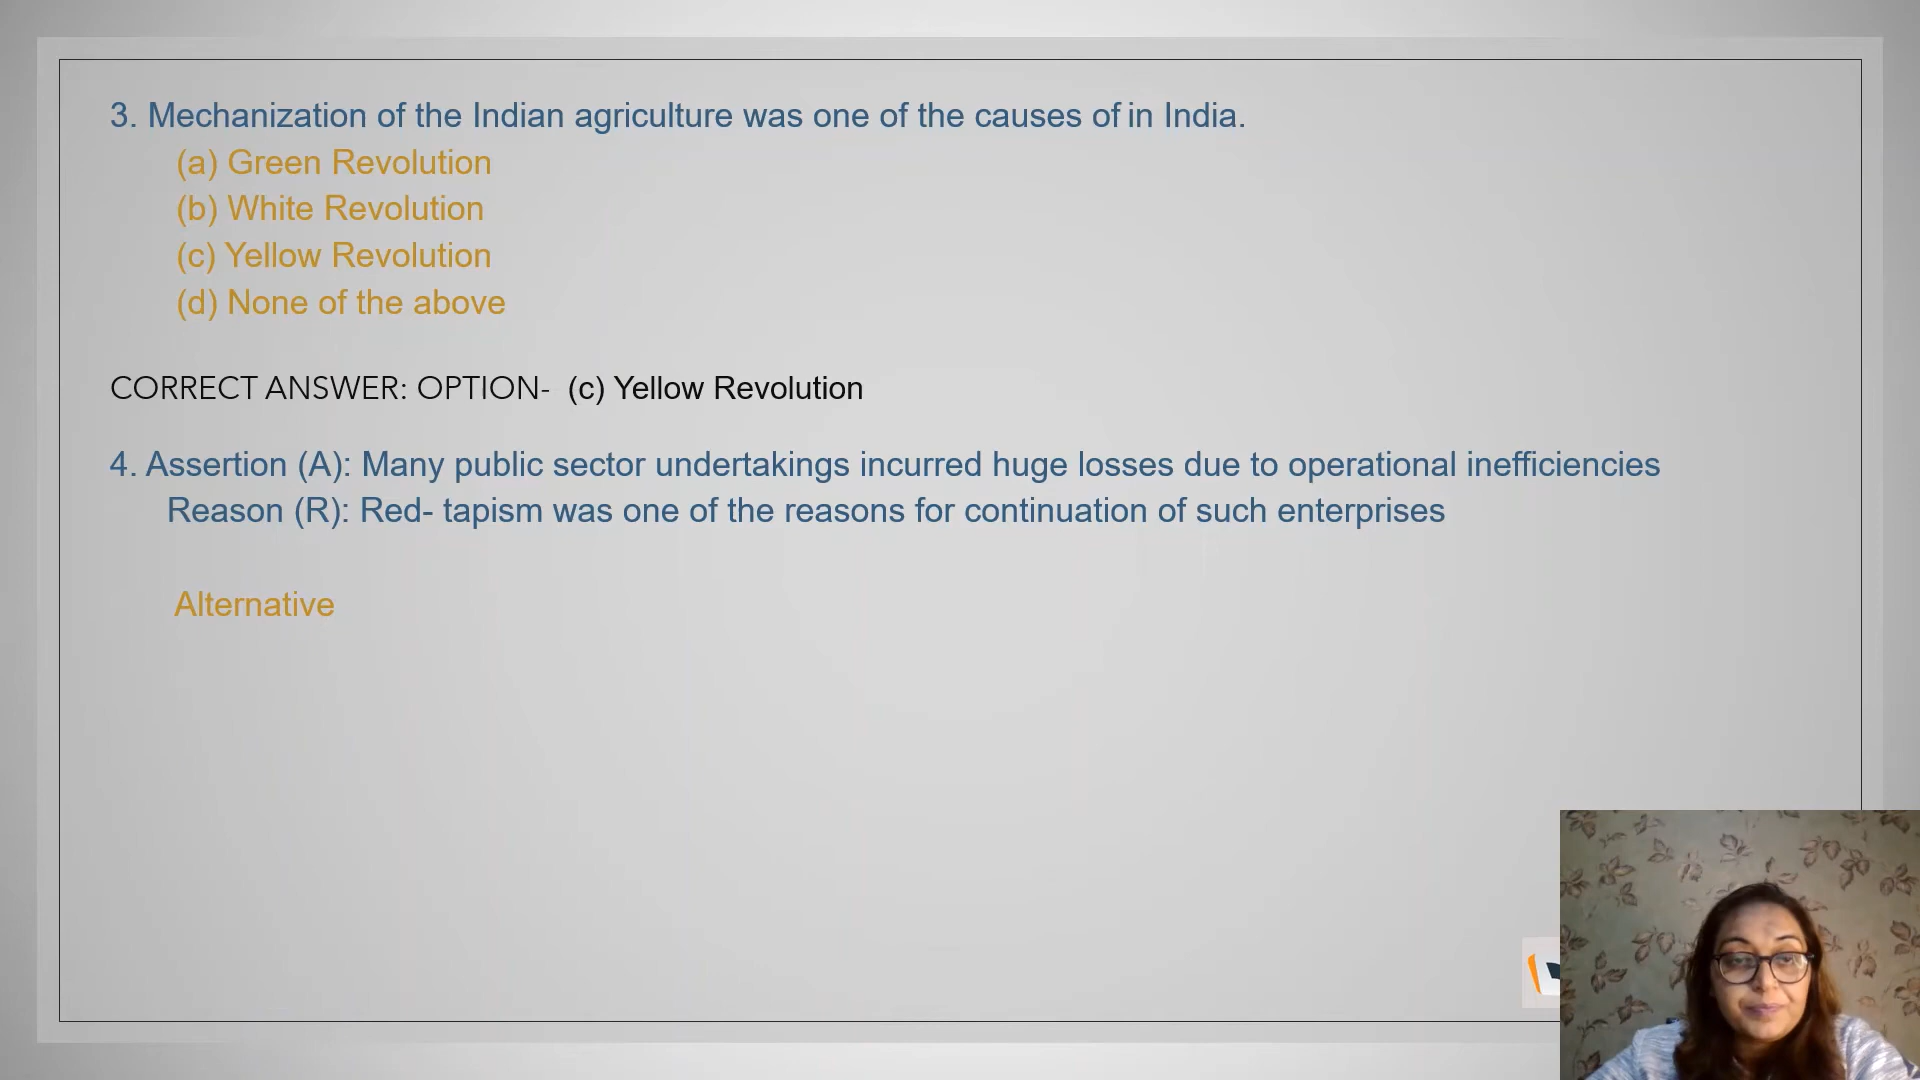 3. Mechanization of the Indian agriculture was one of the causes of in India.
(a) Green Revolution
(b) White Revolution
(c) Yellow Revolution
(d) None of the above
CORRECT ANSWER: OPTION- (c) Yellow Revolution
4. Assertion (A): Many public sector undertakings incurred huge losses due to operational inefficiencies
Reason (R): Red- tapism was one of the reasons for continuation of such enterprises
Alternative